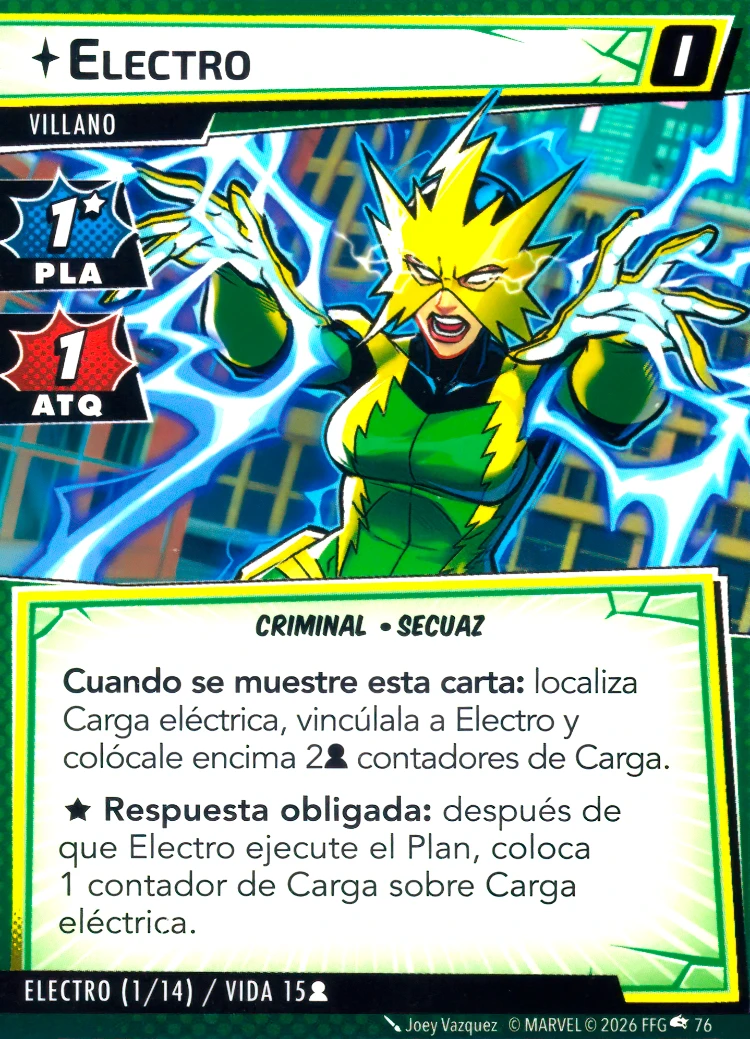 ELECTRO
I
VILLANO
1
PLA
1
ATQ
CRIMINAL • SECUAZ
Cuando se muestre esta carta: localiza
Carga eléctrica, vincúlala a Electro y
colócale encima 2 contadores de Carga.
★ Respuesta obligada: después de
que Electro ejecute el Plan, coloca
1 contador de Carga sobre Carga
eléctrica.
ELECTRO (1/14) / VIDA 15
Joey Vazquez © MARVEL © 2026 FFG 76